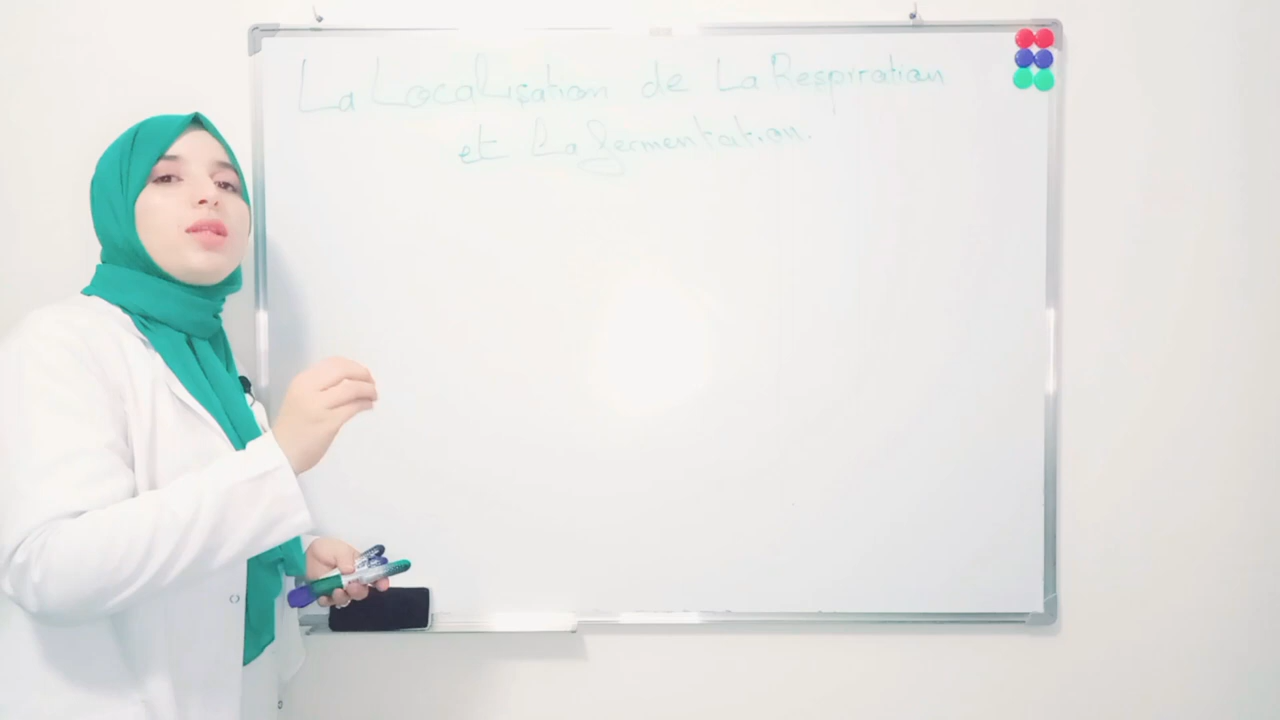 La Localisation de La Respiration
et La fermentation.